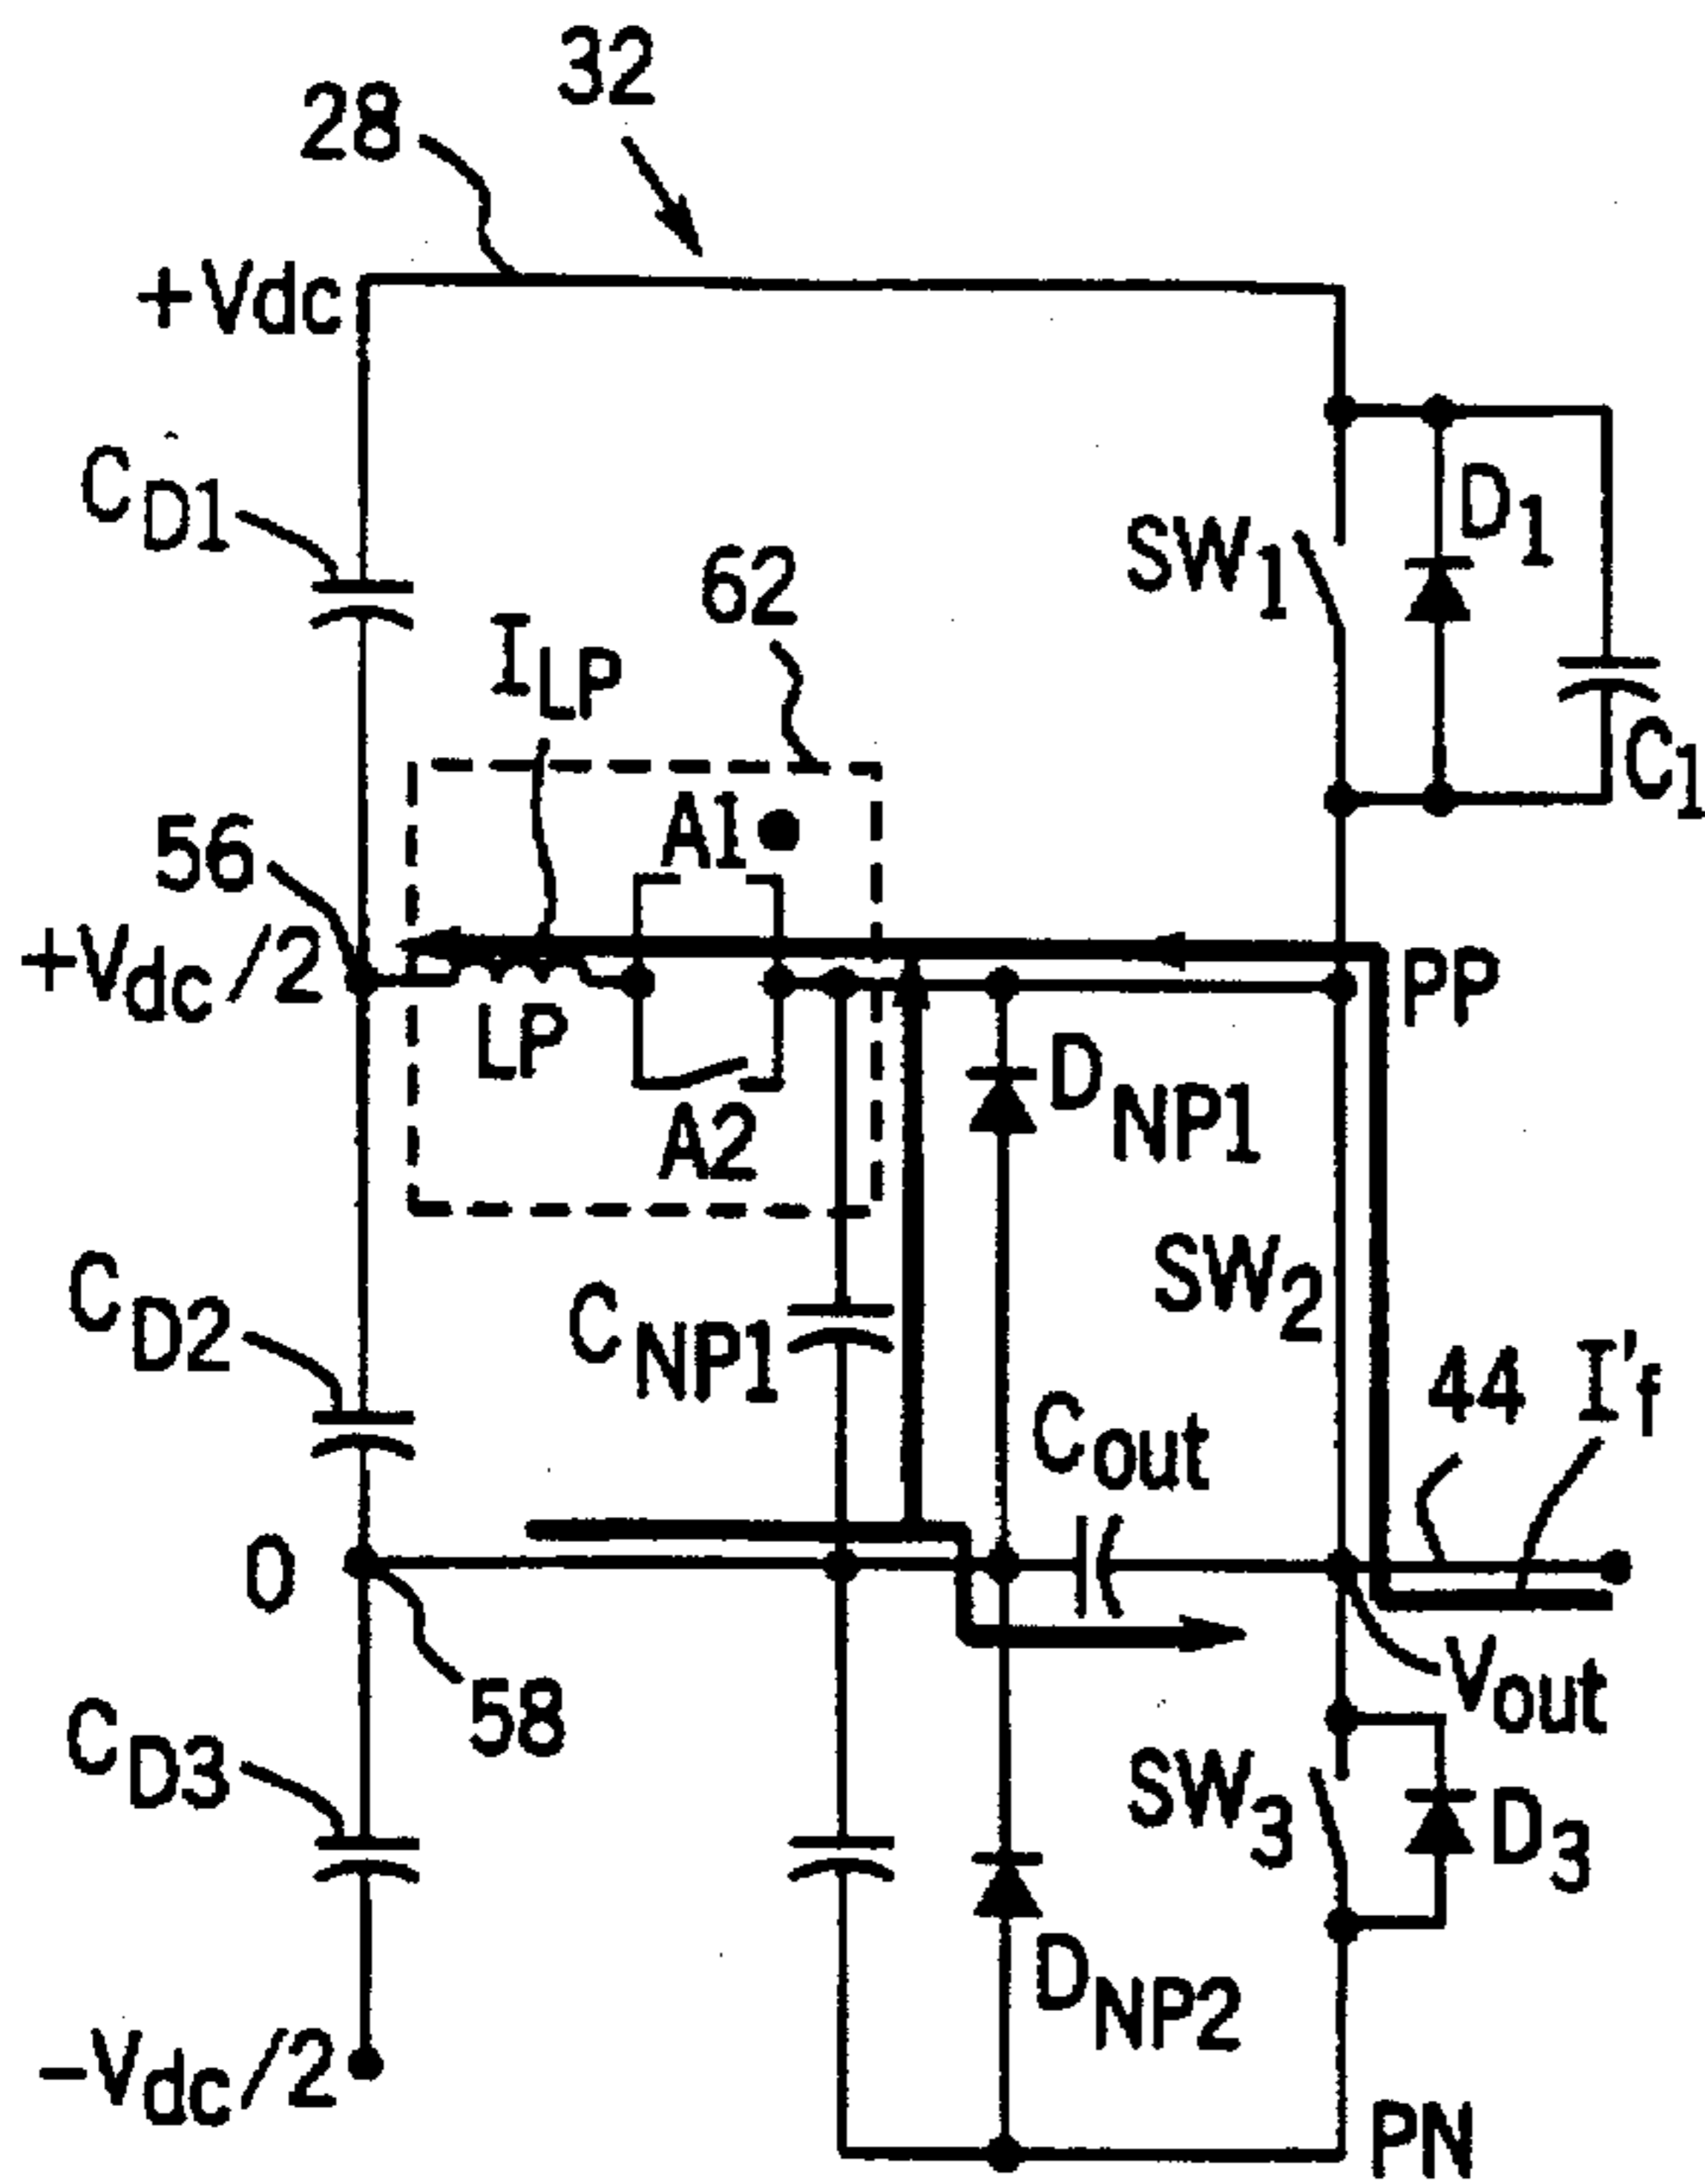 32
28
+Vdc
CD1
SW1
D1
62
ILP
C1
A1
56
+Vdc/2
PP
LP
DNP1
A2
SW2
CD2
CNP1
44
I'f
Cout
0
58
Vout
CD3
SW3
D3
DNP2
-Vdc/2
PN